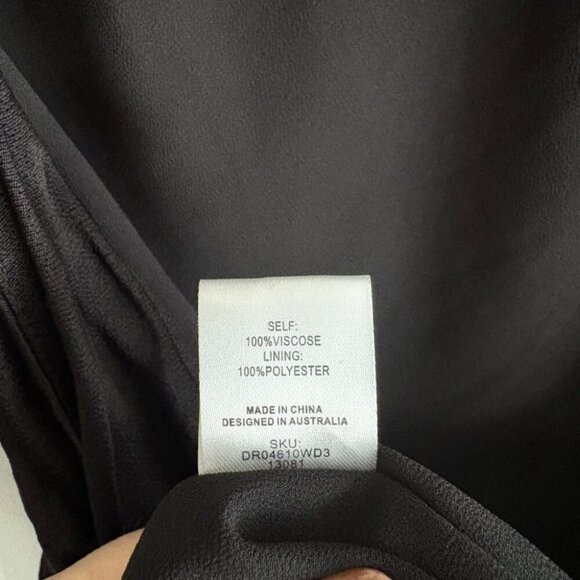 SELF:
100%VISCOSE
LINING:
100%POLYESTER
MADE IN CHINA
DESIGNED IN AUSTRALIA
SKU:
DR04610WD3
13081